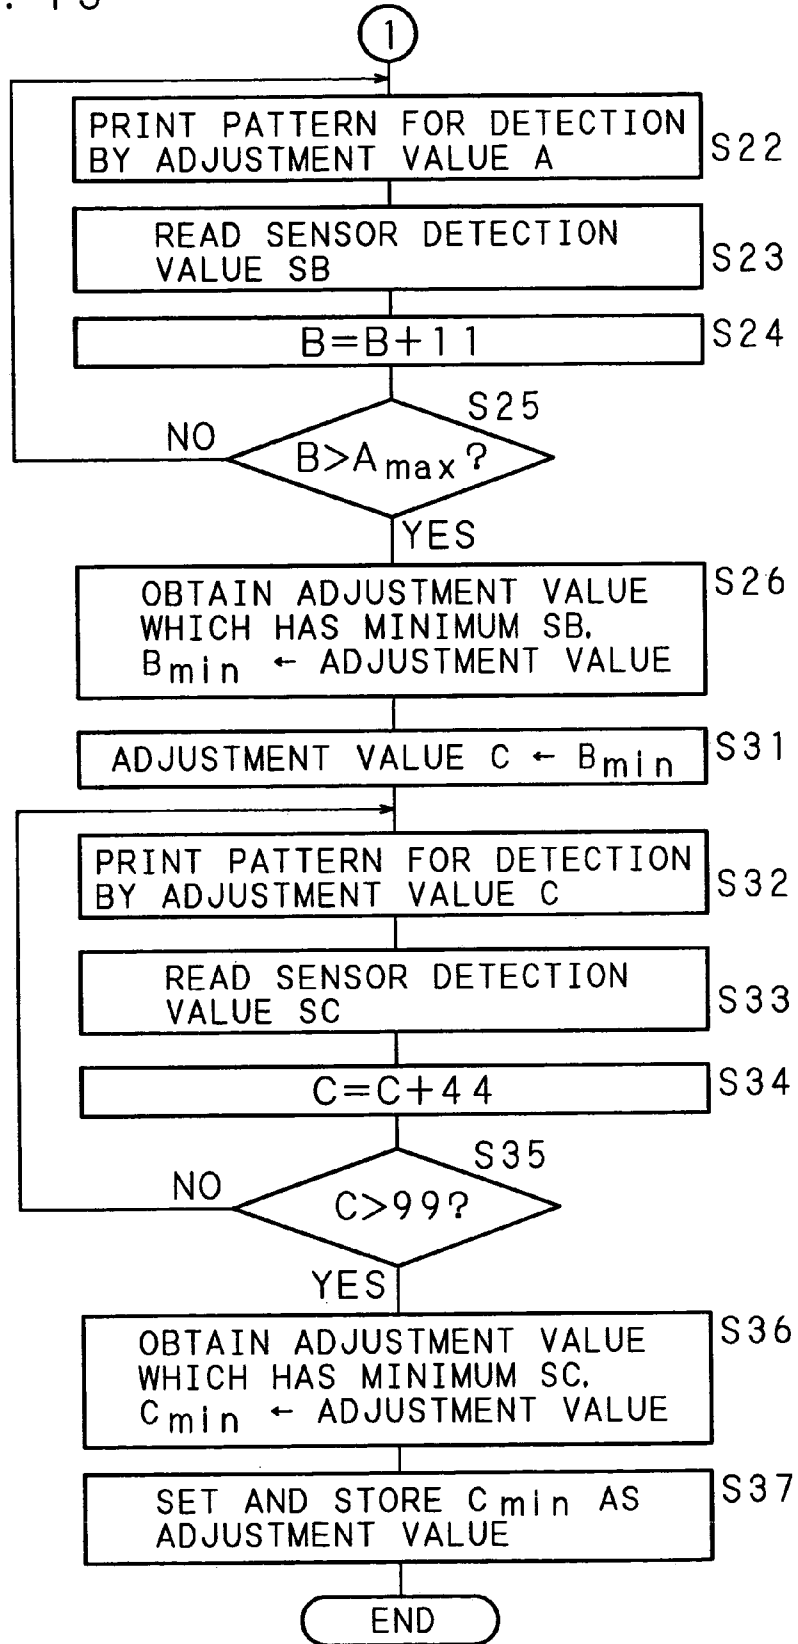 1
PRINT PATTERN FOR DETECTION
BY ADJUSTMENT VALUE A
S22
READ SENSOR DETECTION
VALUE SB
S23
B=B+11
S24
S25
NO
B>Amax?
YES
OBTAIN ADJUSTMENT VALUE
WHICH HAS MINIMUM SB.
Bmin ← ADJUSTMENT VALUE
S26
ADJUSTMENT VALUE C ← Bmin
S31
PRINT PATTERN FOR DETECTION
BY ADJUSTMENT VALUE C
S32
READ SENSOR DETECTION
VALUE SC
S33
C=C+44
S34
S35
NO
C>99?
YES
OBTAIN ADJUSTMENT VALUE
WHICH HAS MINIMUM SC.
Cmin ← ADJUSTMENT VALUE
S36
SET AND STORE Cmin AS
ADJUSTMENT VALUE
S37
END